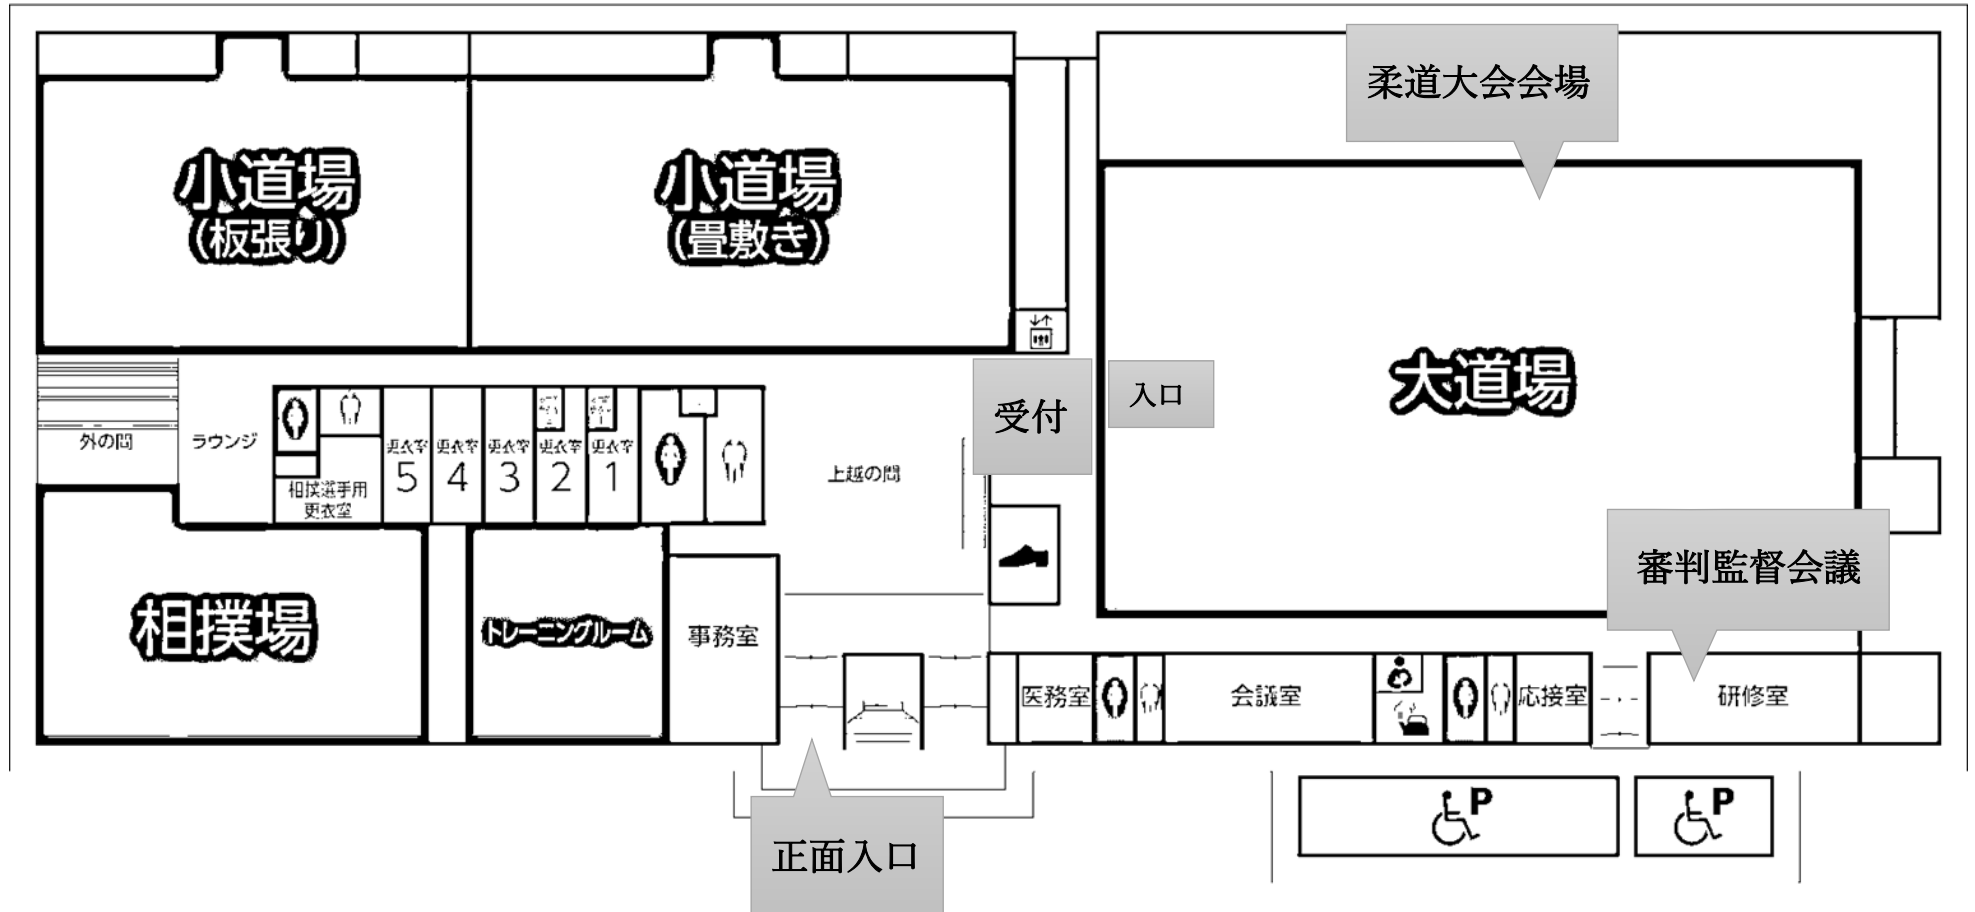 柔道大会会場
小道場
(板張り)
小道場
(畳敷き)
大道場
入口
受付
外の間
ラウンジ
相撲選手用
更衣室
更衣室
5
更衣室
4
更衣室
3
更衣室
2
更衣室
1
上越の間
審判監督会議
相撲場
トレーニングルーム
事務室
医務室
会議室
応接室
研修室
正面入口
P
P